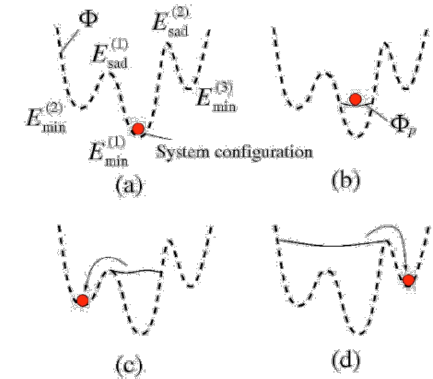 Φ
E_sad^(2)
E_sad^(1)
E_min^(2)
E_min^(3)
Φ_p
E_min^(1)
System configuration
(a)
(b)
(c)
(d)